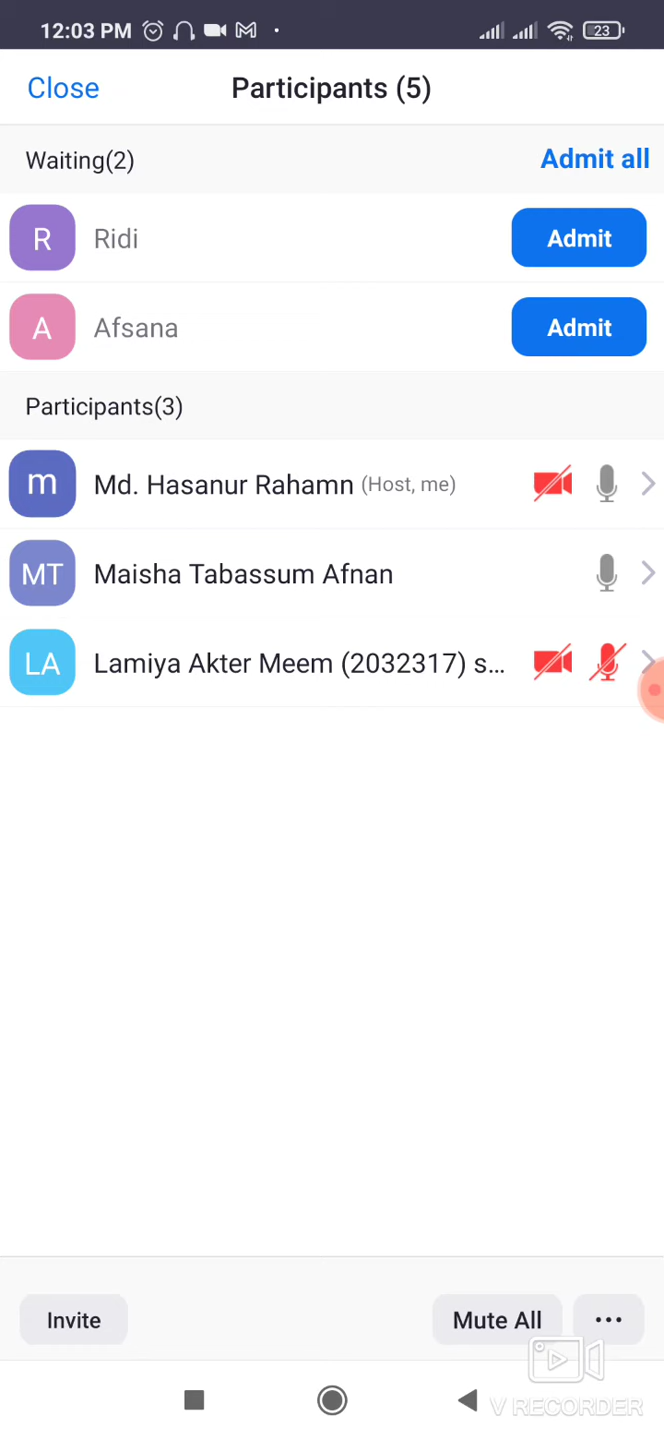 12:03 PM 23
Close Participants (5)
Waiting(2) Admit all
R Ridi Admit
A Afsana Admit
Participants(3)
m Md. Hasanur Rahamn (Host, me)
MT Maisha Tabassum Afnan
LA Lamiya Akter Meem (2032317) s...
Invite Mute All ...
V RECORDER